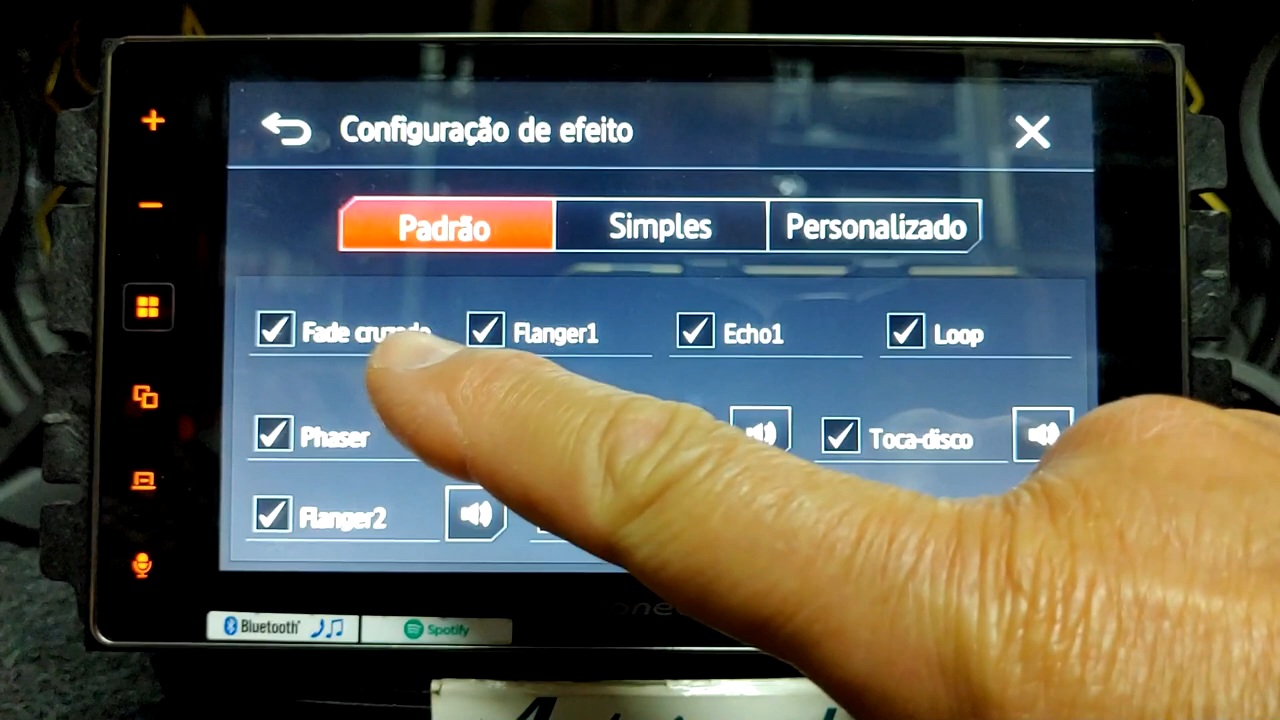 Configuração de efeito
Padrão Simples Personalizado
Fade cruzado Flanger1 Echo1 Loop
Phaser Toca-disco
Flanger2
Bluetooth Spotify